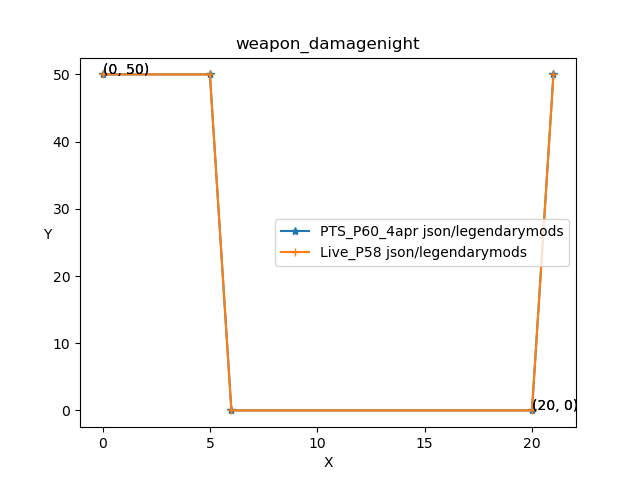 weapon_damagenight
50
(0, 50)
40
30
PTS_P60_4apr json/legendarymods
Y
Live_P58 json/legendarymods
20
10
0
(20, 0)
0
5
10
15
20
X